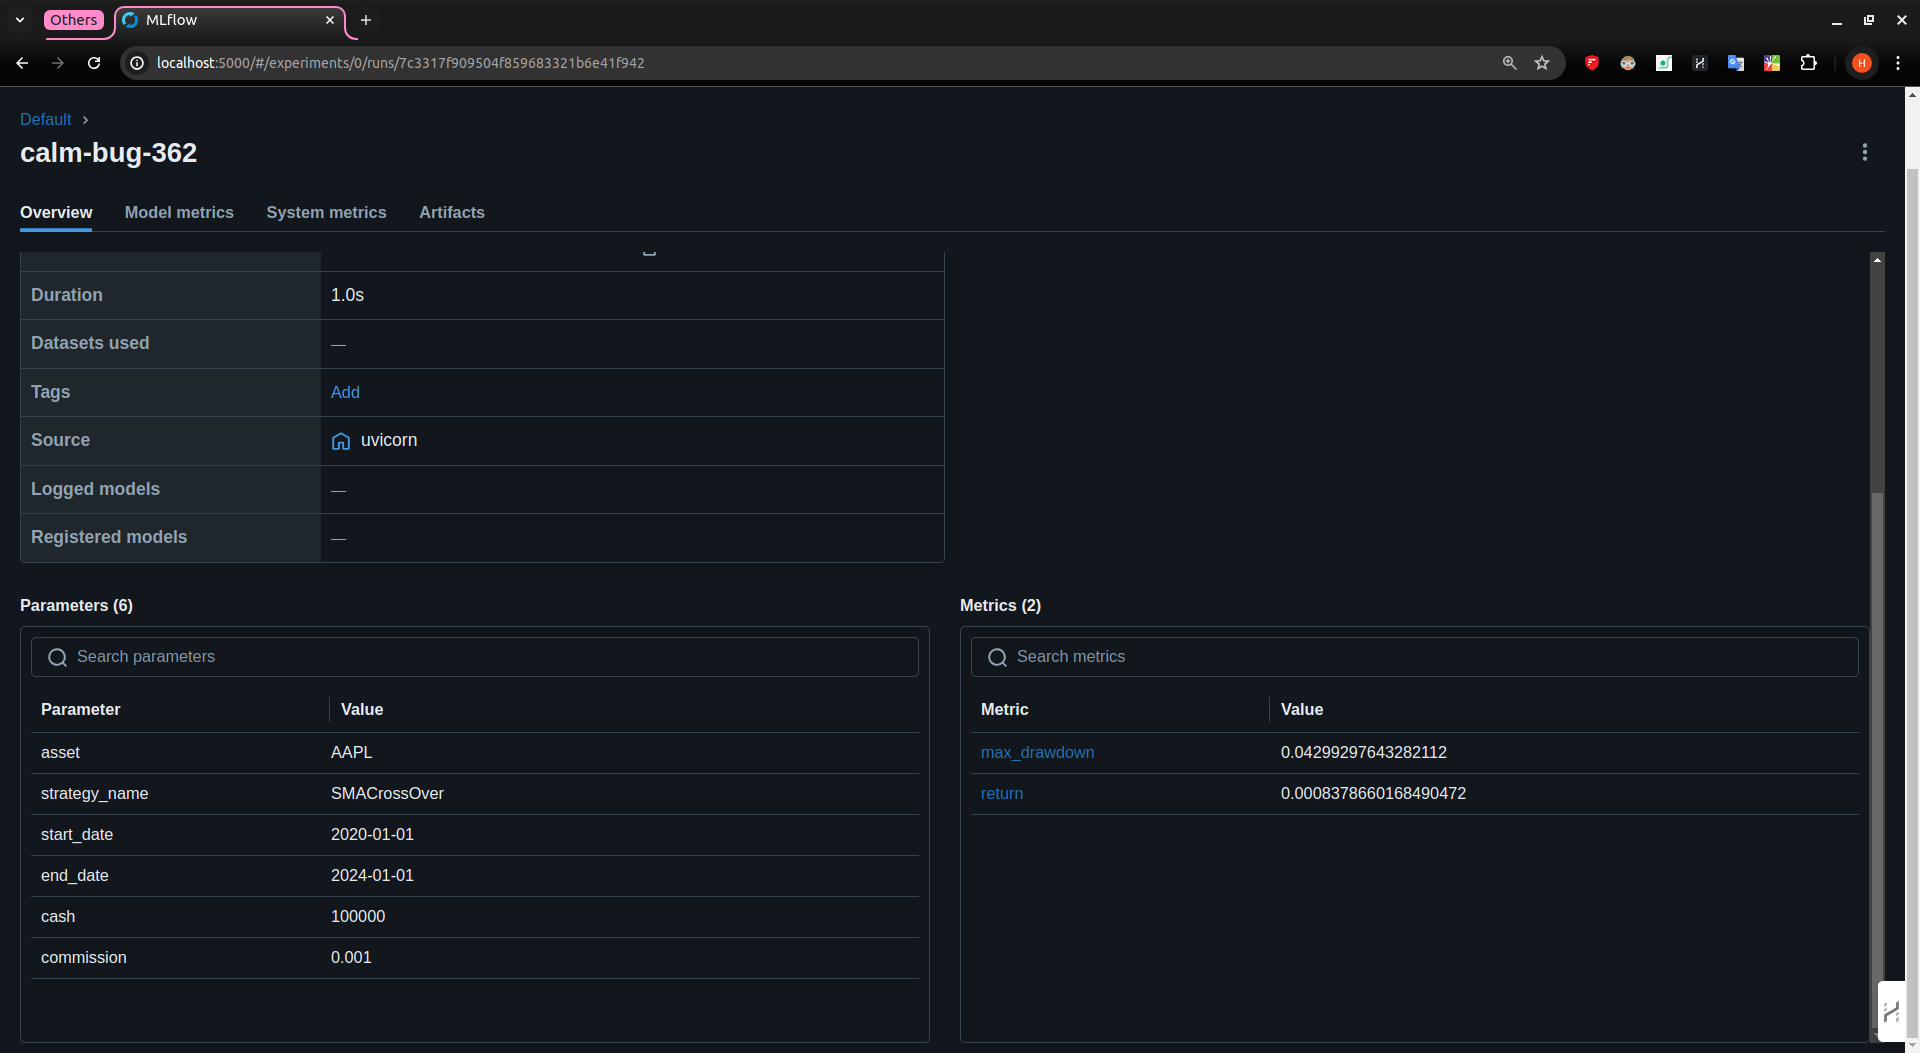 Others
MLflow
localhost:5000/#/experiments/0/runs/7c3317f909504f859683321b6e41f942
H
Default
calm-bug-362
Overview Model metrics System metrics Artifacts
Duration 1.0s
Datasets used —
Tags Add
Source uvicorn
Logged models —
Registered models —
Parameters (6)
Search parameters
Parameter Value
asset AAPL
strategy_name SMACrossOver
start_date 2020-01-01
end_date 2024-01-01
cash 100000
commission 0.001
Metrics (2)
Search metrics
Metric Value
max_drawdown 0.04299297643282112
return 0.0008378660168490472